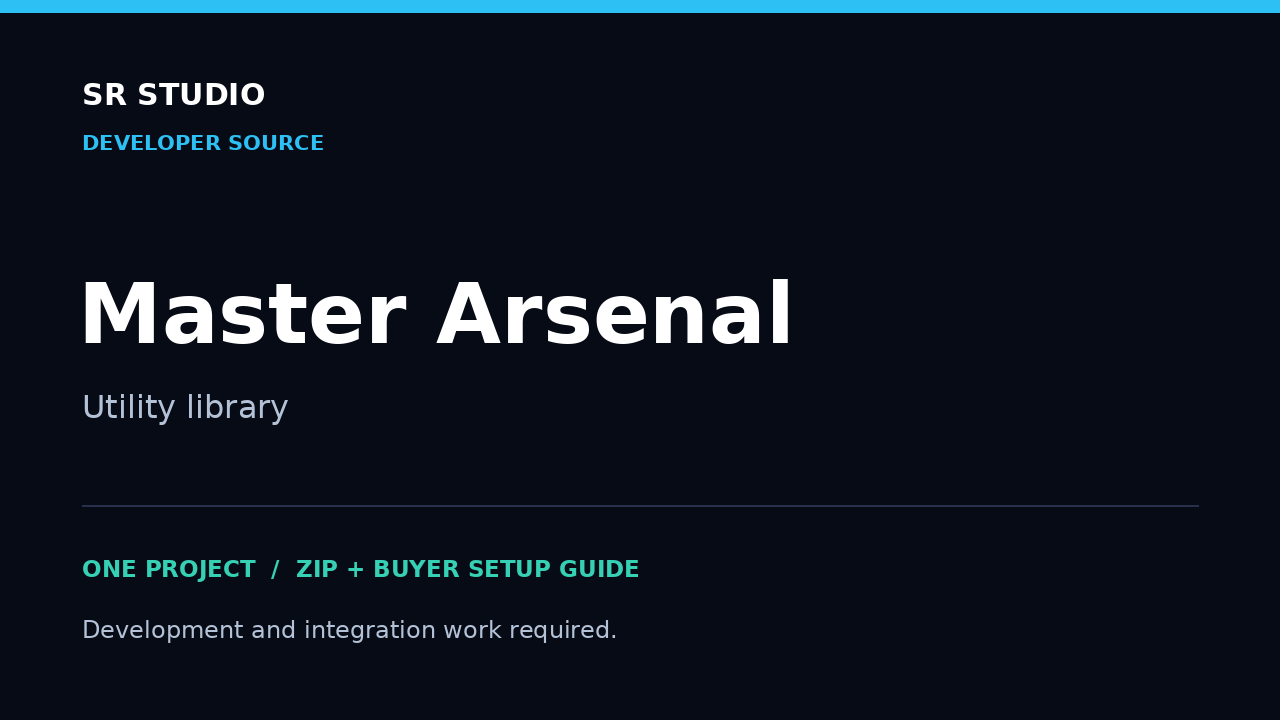 SR STUDIO
DEVELOPER SOURCE
Master Arsenal
Utility library
ONE PROJECT / ZIP + BUYER SETUP GUIDE
Development and integration work required.